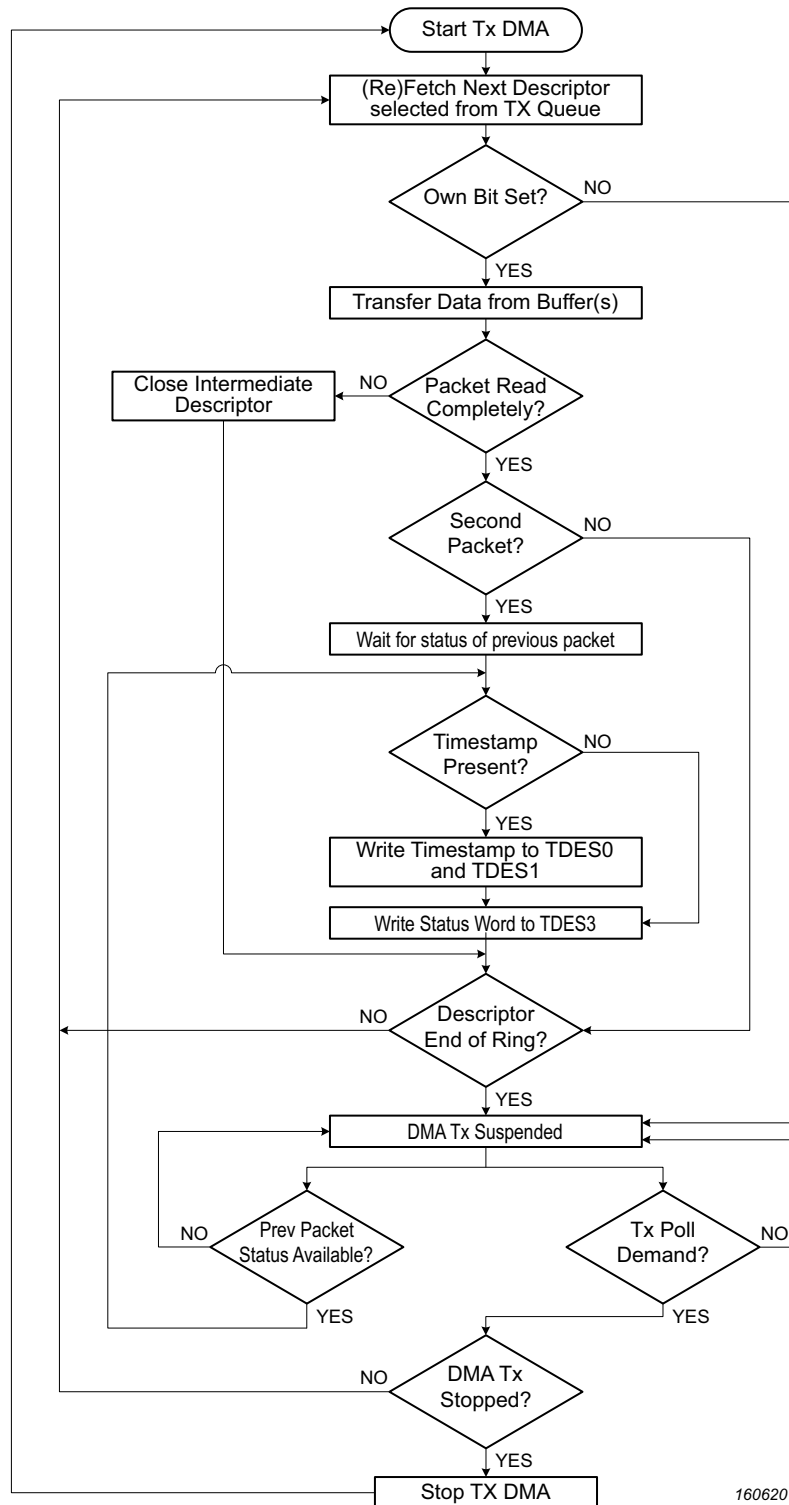 Start Tx DMA
(Re)Fetch Next Descriptor
selected from TX Queue
Own Bit Set?
NO
YES
Transfer Data from Buffer(s)
Close Intermediate
Descriptor
NO
Packet Read
Completely?
YES
Second
Packet?
NO
YES
Wait for status of previous packet
Timestamp
Present?
NO
YES
Write Timestamp to TDES0
and TDES1
Write Status Word to TDES3
NO
Descriptor
End of Ring?
YES
DMA Tx Suspended
NO
Prev Packet
Status Available?
YES
Tx Poll
Demand?
NO
YES
NO
DMA Tx
Stopped?
YES
Stop TX DMA
160620